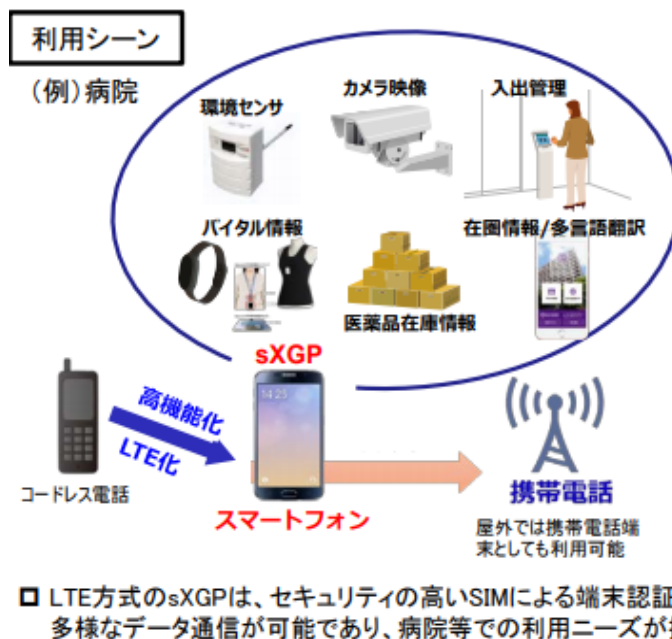 利用シーン
（例）病院
環境センサ
カメラ映像
入出管理
バイタル情報
医薬品在庫情報
在圏情報/多言語翻訳
sXGP
14:25
高機能化
LTE化
コードレス電話
スマートフォン
携帯電話
屋外では携帯電話端
末としても利用可能
ロ LTE方式のsXGPは、セキュリティの高いSIMによる端末認証
多様なデータ通信が可能であり、病院等での利用ニーズが